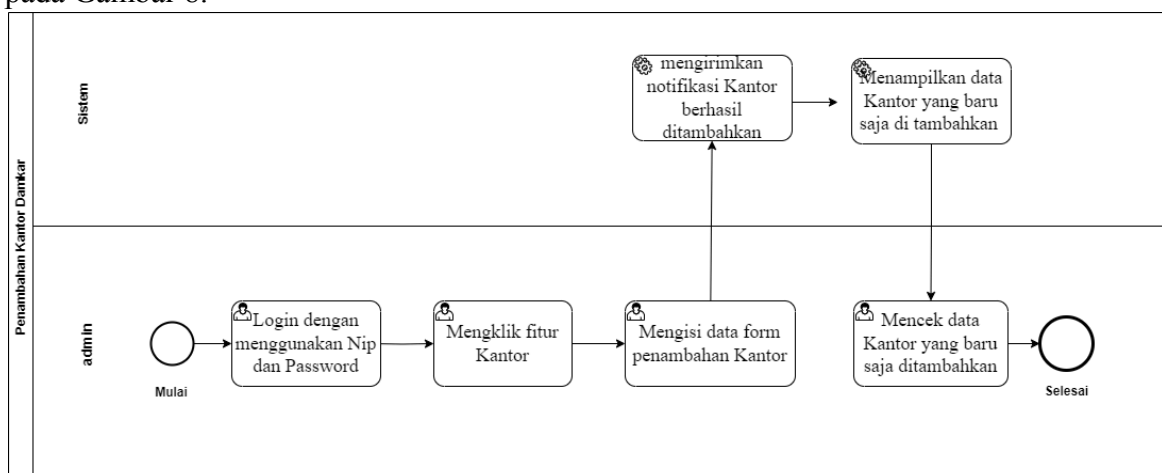 pada Gambar 8.
Penambahan Kantor Damkar
Sistem
mengirimkan
notifikasi Kantor
berhasil
ditambahkan
Menampilkan data
Kantor yang baru
saja di tambahkan
admin
Mulai
Login dengan
menggunakan Nip
dan Password
Mengklik fitur
Kantor
Mengisi data form
penambahan Kantor
Mencek data
Kantor yang baru
saja ditambahkan
Selesai